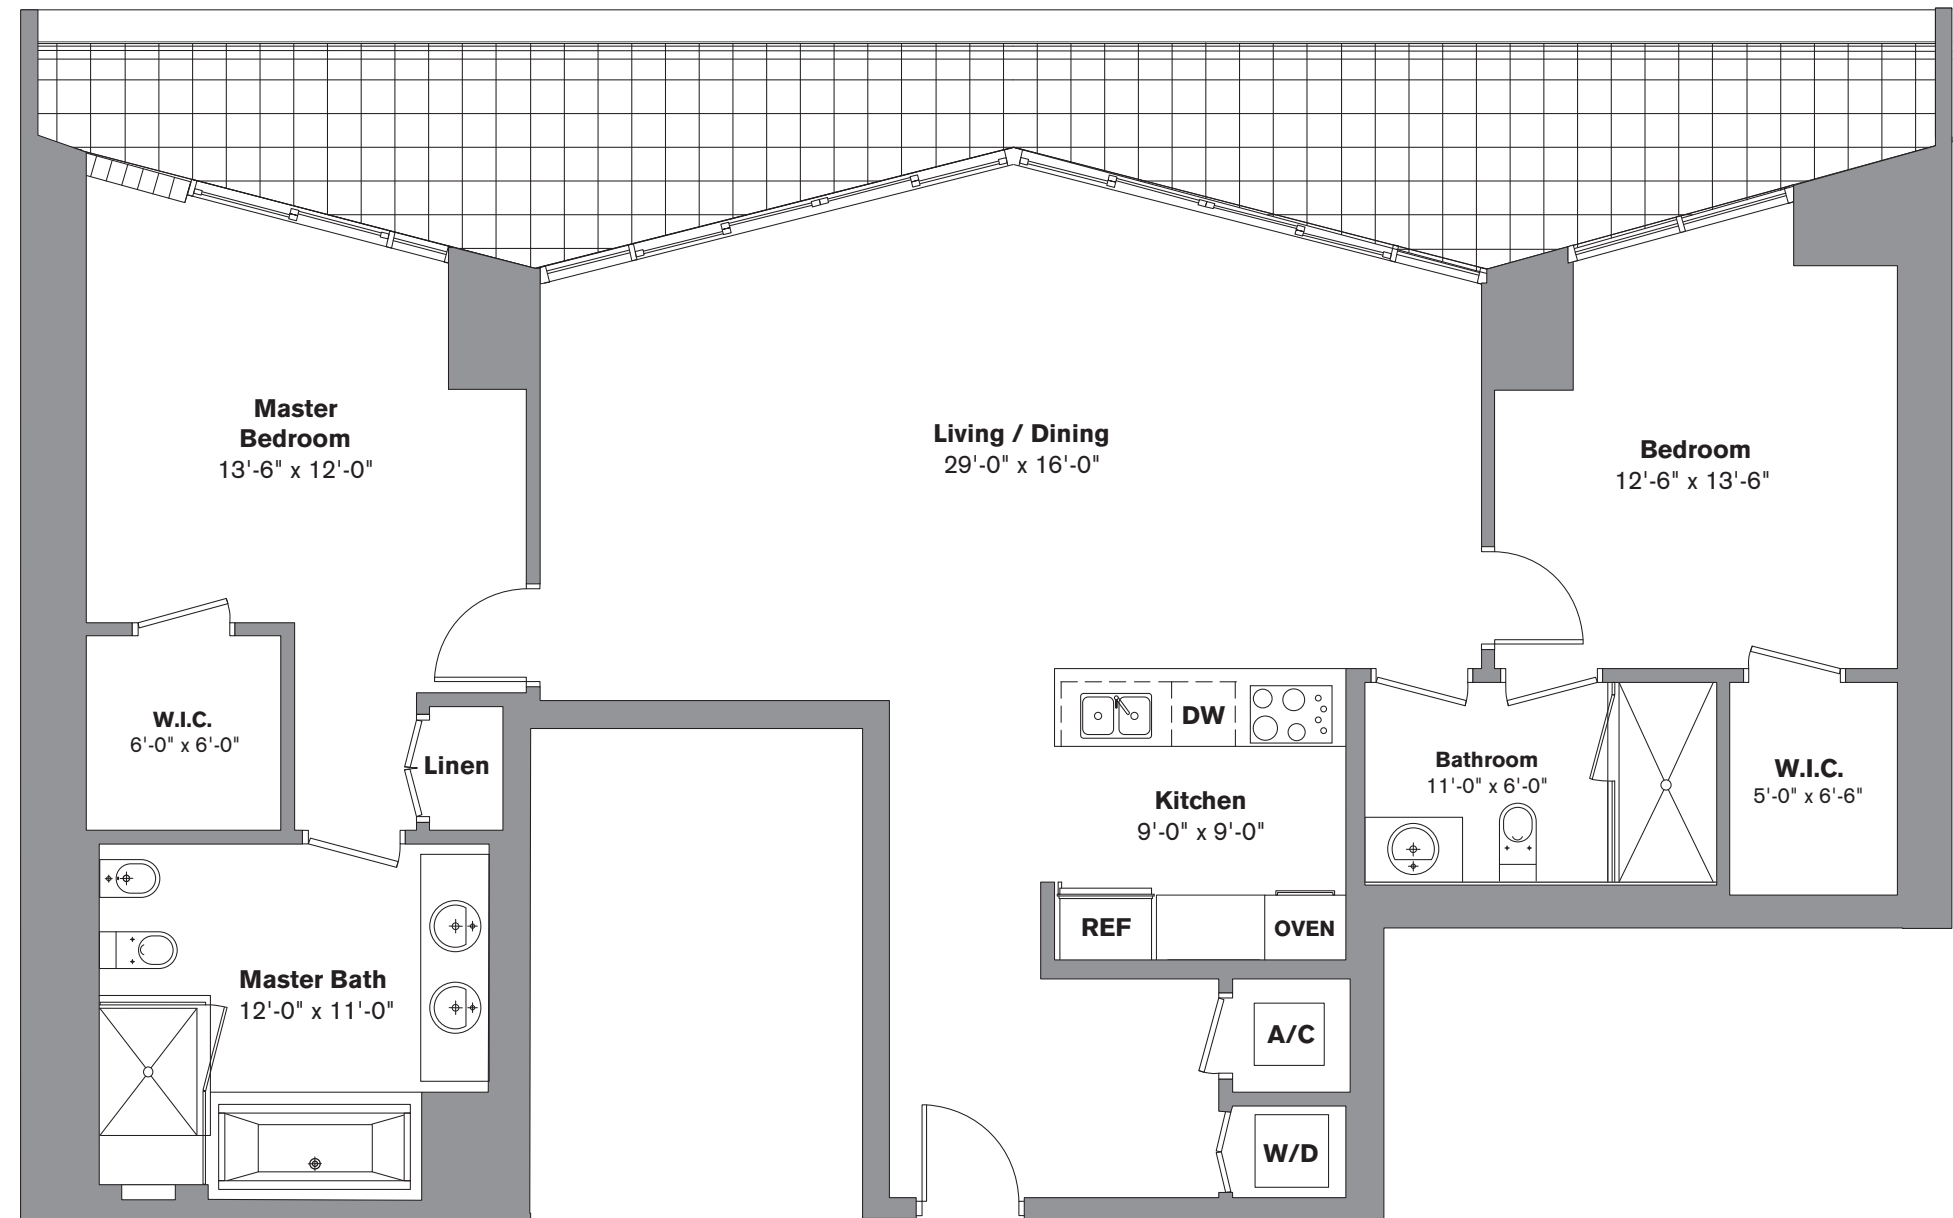 Master
Bedroom
13'-6" x 12'-0"
Living / Dining
29'-0" x 16'-0"
Bedroom
12'-6" x 13'-6"
W.I.C.
6'-0" x 6'-0"
Linen
DW
Kitchen
9'-0" x 9'-0"
Bathroom
11'-0" x 6'-0"
W.I.C.
5'-0" x 6'-6"
REF
OVEN
Master Bath
12'-0" x 11'-0"
A/C
W/D